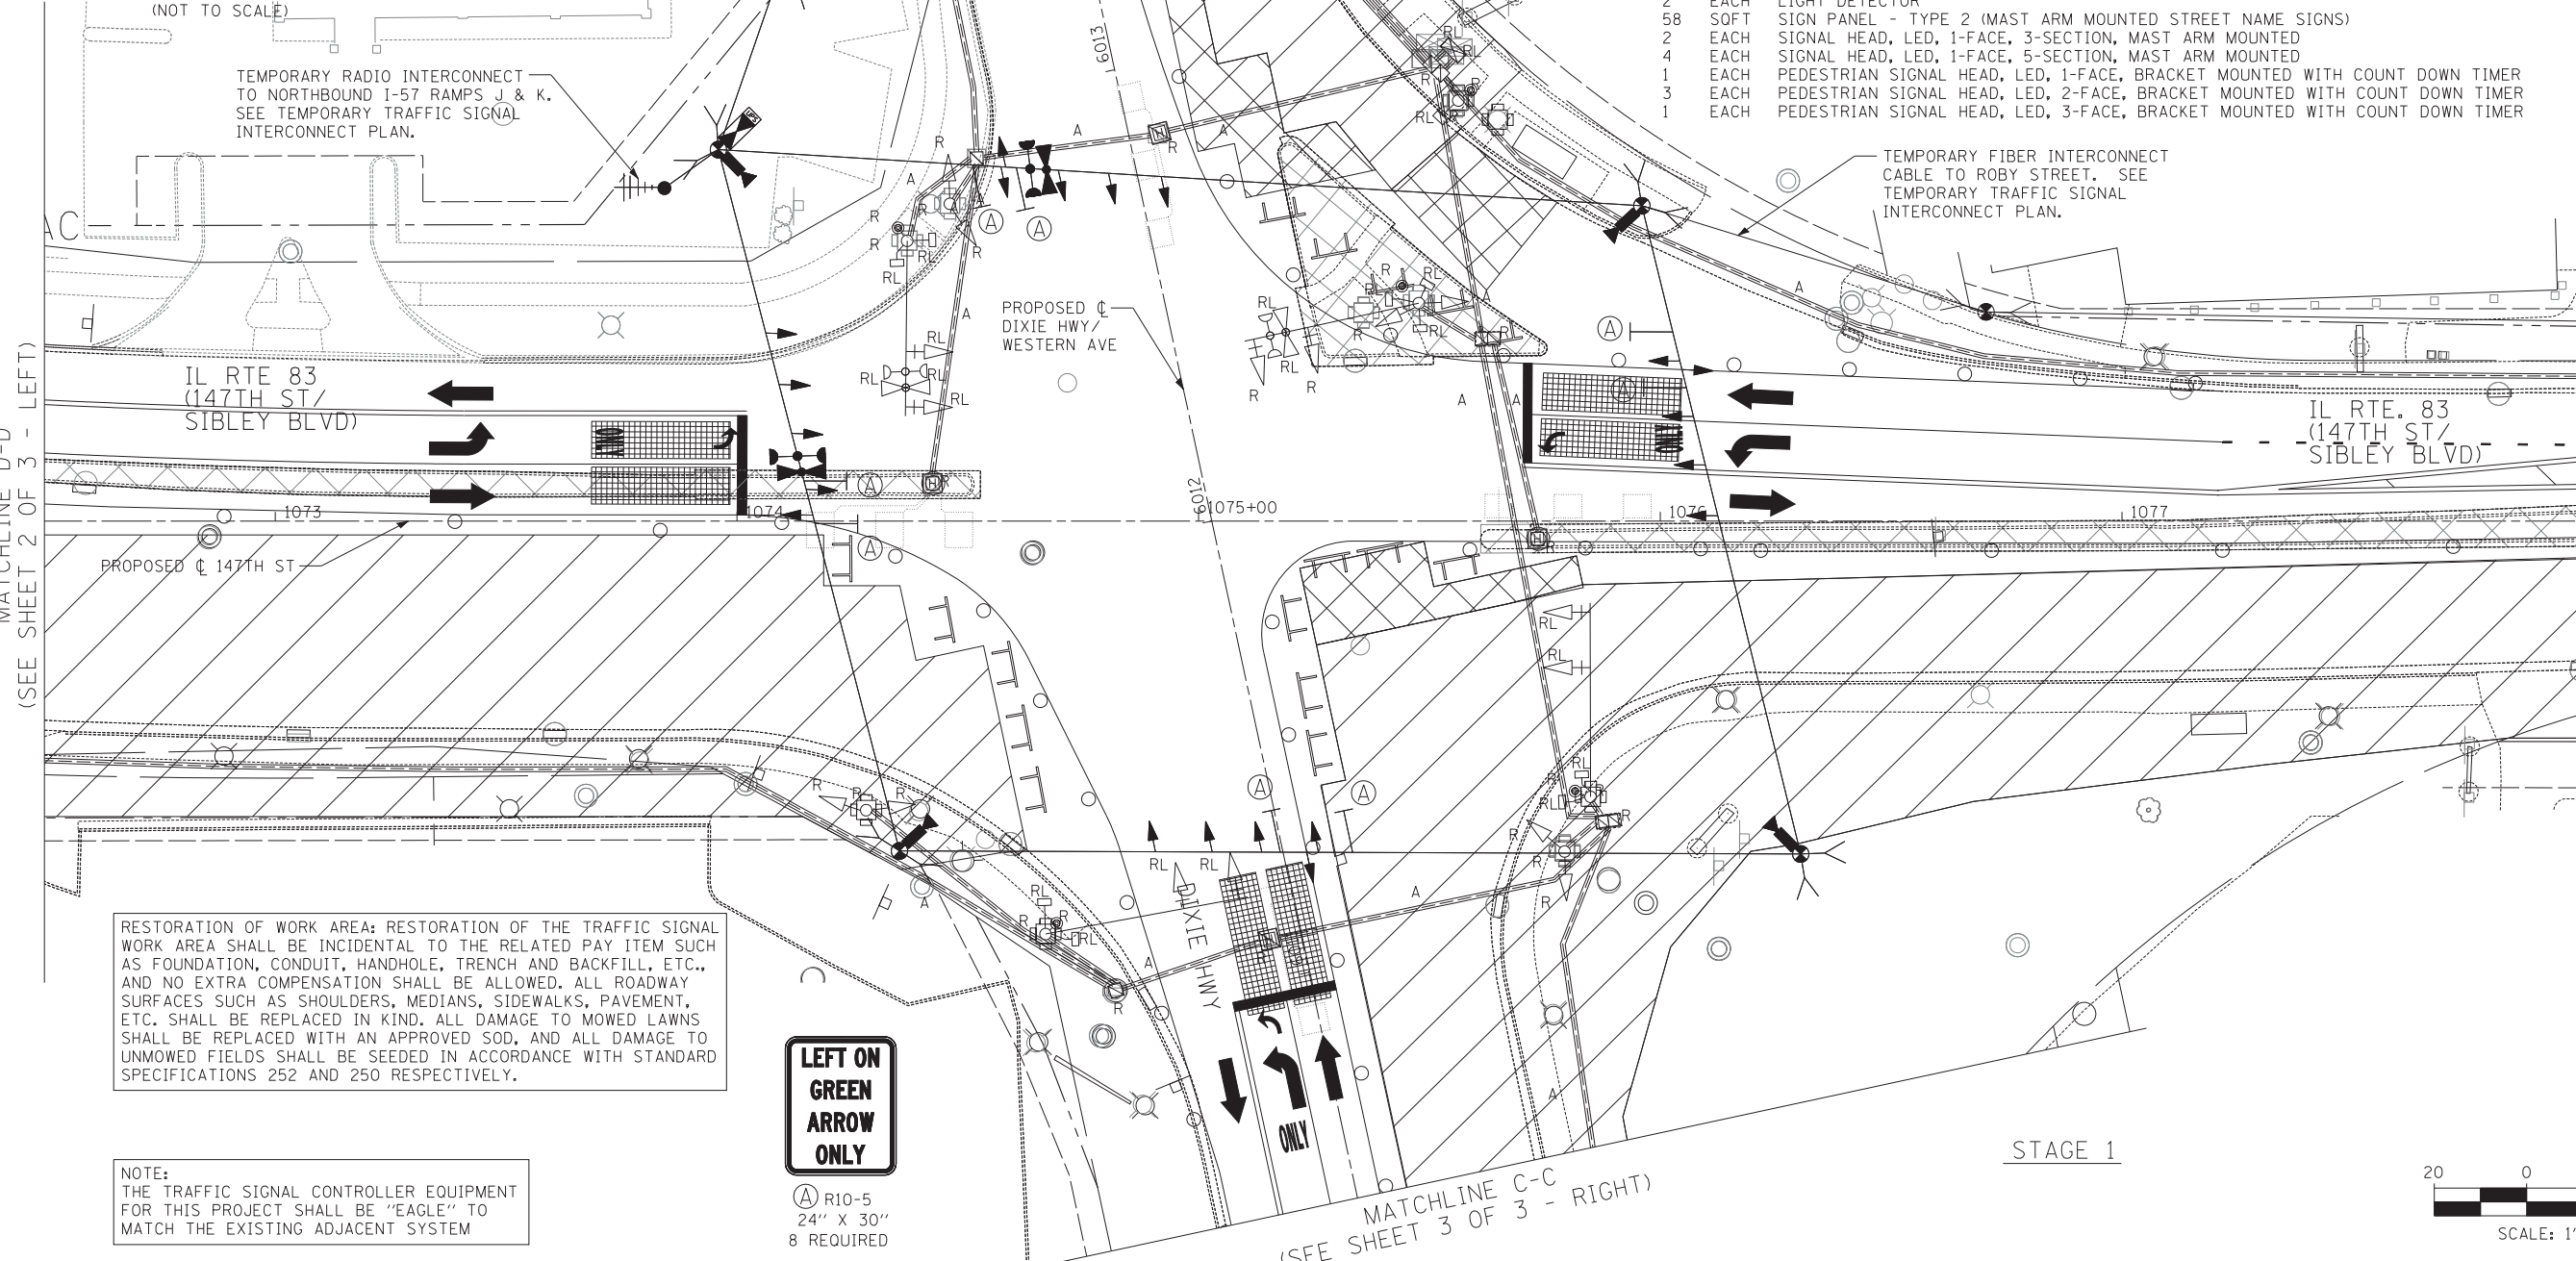 (NOT TO SCALE)
2 EACH LIGHT DETECTOR
58 SQFT SIGN PANEL - TYPE 2 (MAST ARM MOUNTED STREET NAME SIGNS)
2 EACH SIGNAL HEAD, LED, 1-FACE, 3-SECTION, MAST ARM MOUNTED
4 EACH SIGNAL HEAD, LED, 1-FACE, 5-SECTION, MAST ARM MOUNTED
1 EACH PEDESTRIAN SIGNAL HEAD, LED, 1-FACE, BRACKET MOUNTED WITH COUNT DOWN TIMER
3 EACH PEDESTRIAN SIGNAL HEAD, LED, 2-FACE, BRACKET MOUNTED WITH COUNT DOWN TIMER
1 EACH PEDESTRIAN SIGNAL HEAD, LED, 3-FACE, BRACKET MOUNTED WITH COUNT DOWN TIMER
TEMPORARY RADIO INTERCONNECT
TO NORTHBOUND I-57 RAMPS J & K.
SEE TEMPORARY TRAFFIC SIGNAL
INTERCONNECT PLAN.
6013
UPS
TEMPORARY FIBER INTERCONNECT
CABLE TO ROBY STREET. SEE
TEMPORARY TRAFFIC SIGNAL
INTERCONNECT PLAN.
AC
PROPOSED ℄
DIXIE HWY/
WESTERN AVE
IL RTE 83
(147TH ST/
SIBLEY BLVD)
IL RTE. 83
(147TH ST/
SIBLEY BLVD)
MATCHLINE D-D
(SEE SHEET 2 OF 3 - LEFT)
1073
1074
6012
1075+00
1076
1077
PROPOSED ℄ 147TH ST
DIXIE HWY
ONLY
RESTORATION OF WORK AREA: RESTORATION OF THE TRAFFIC SIGNAL
WORK AREA SHALL BE INCIDENTAL TO THE RELATED PAY ITEM SUCH
AS FOUNDATION, CONDUIT, HANDHOLE, TRENCH AND BACKFILL, ETC.,
AND NO EXTRA COMPENSATION SHALL BE ALLOWED. ALL ROADWAY
SURFACES SUCH AS SHOULDERS, MEDIANS, SIDEWALKS, PAVEMENT,
ETC. SHALL BE REPLACED IN KIND. ALL DAMAGE TO MOWED LAWNS
SHALL BE REPLACED WITH AN APPROVED SOD, AND ALL DAMAGE TO
UNMOWED FIELDS SHALL BE SEEDED IN ACCORDANCE WITH STANDARD
SPECIFICATIONS 252 AND 250 RESPECTIVELY.
LEFT ON
GREEN
ARROW
ONLY
A R10-5
24" X 30"
8 REQUIRED
NOTE:
THE TRAFFIC SIGNAL CONTROLLER EQUIPMENT
FOR THIS PROJECT SHALL BE "EAGLE" TO
MATCH THE EXISTING ADJACENT SYSTEM
MATCHLINE C-C
(SEE SHEET 3 OF 3 - RIGHT)
STAGE 1
20 0
SCALE: 1"